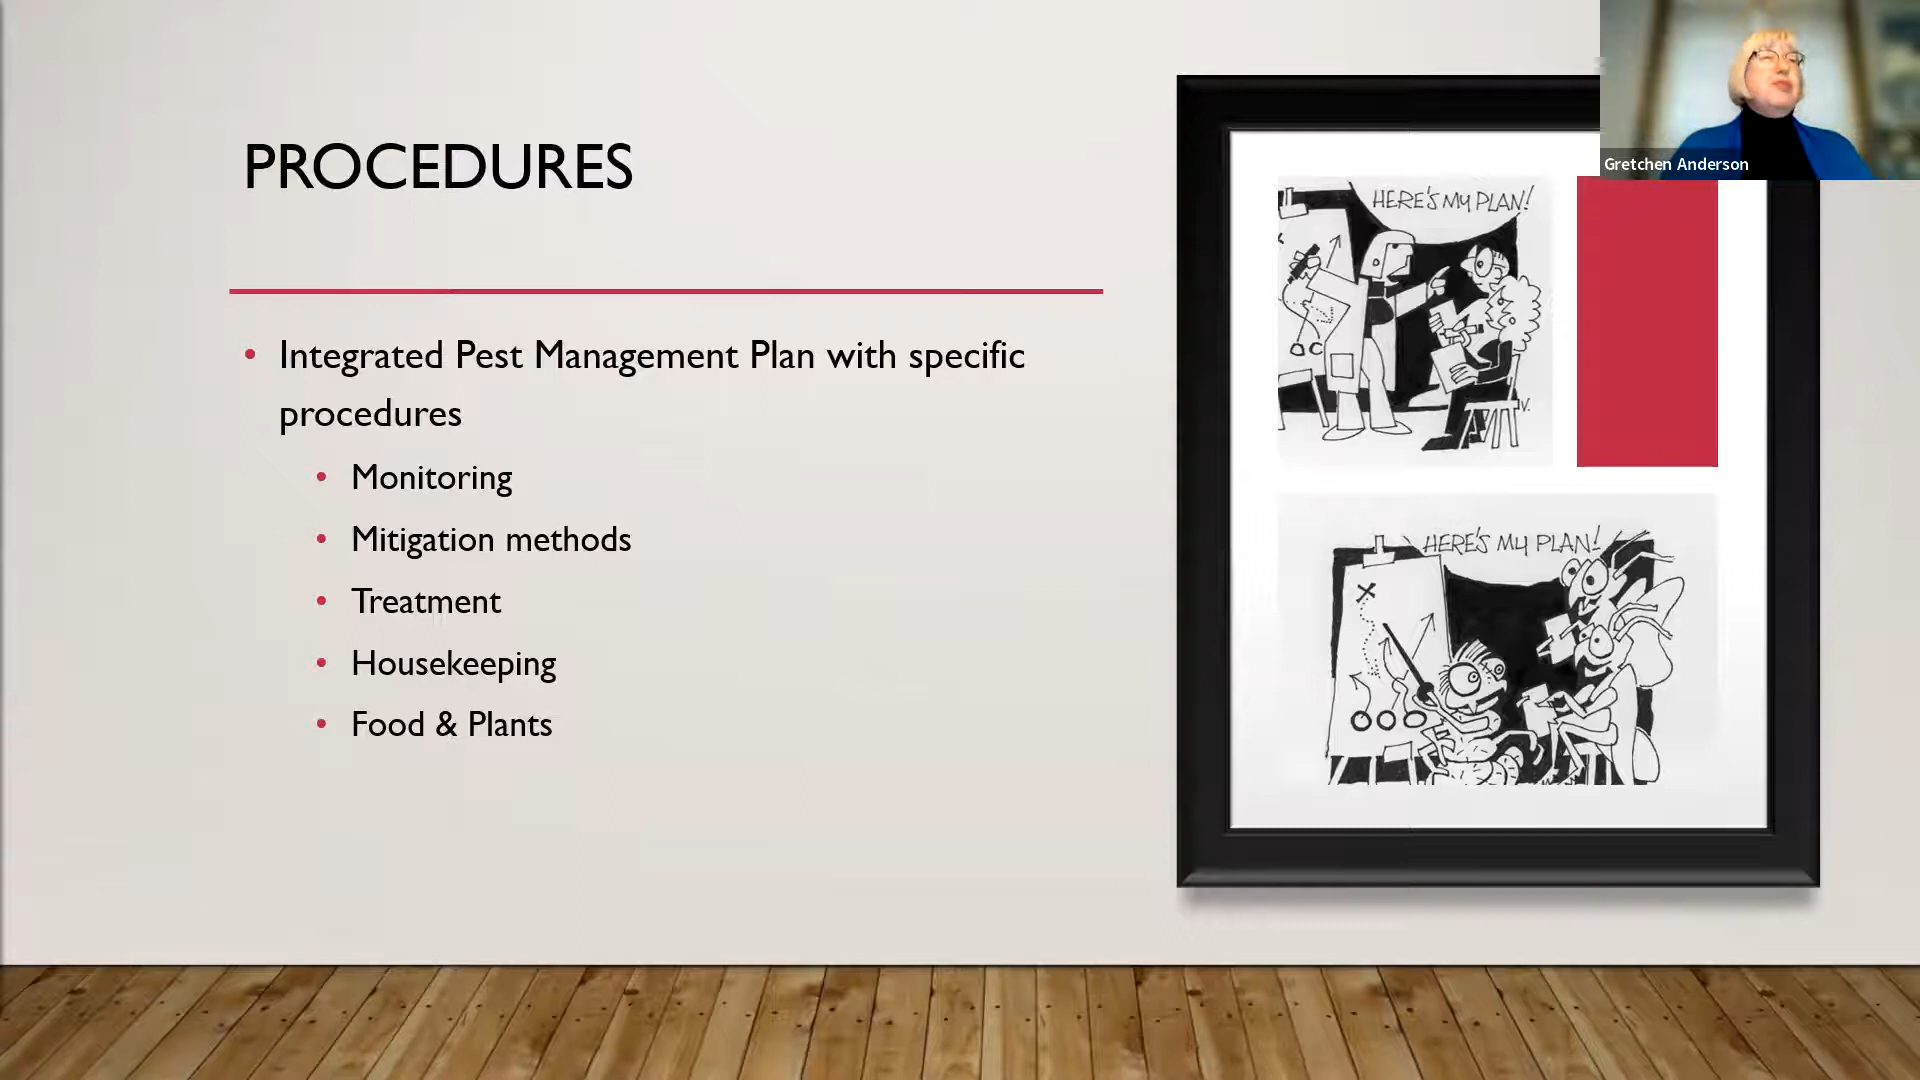 PROCEDURES
• Integrated Pest Management Plan with specific
procedures
• Monitoring
• Mitigation methods
• Treatment
• Housekeeping
• Food & Plants
HERE'S MY PLAN!
V.
HERE'S MY PLAN!
Gretchen Anderson